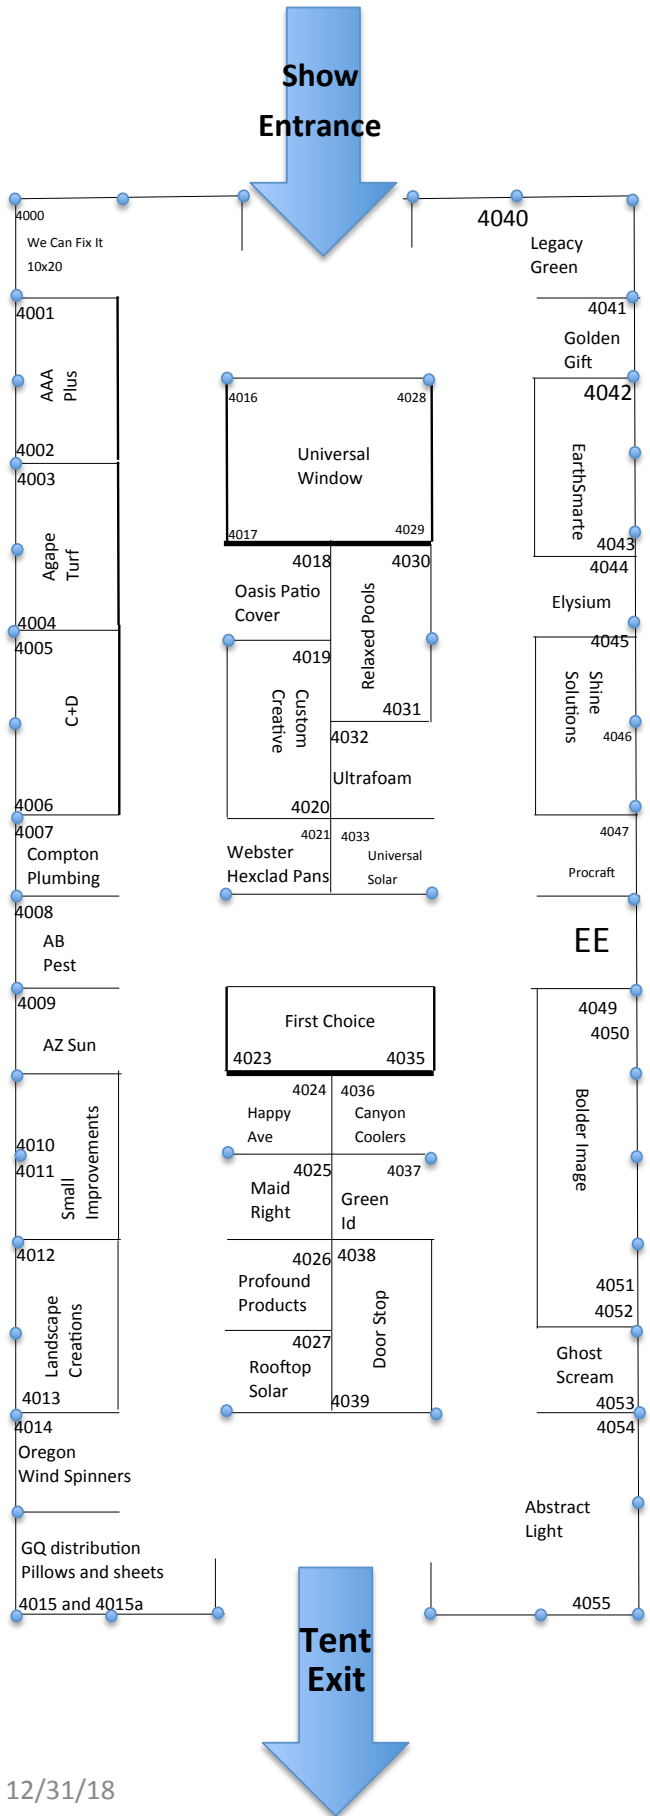 Show
Entrance
4000
We Can Fix It
10x20
4001
AAA
Plus
4002
4003
Agape
Turf
4004
4005
C+D
4006
4007
Compton
Plumbing
4008
AB
Pest
4009
AZ Sun
4010
4011
Small
Improvements
4012
Landscape
Creations
4013
4014
Oregon
Wind Spinners
GQ distribution
Pillows and sheets
4015 and 4015a
4016
4028
Universal
Window
4017
4029
4018
Oasis Patio
Cover
4030
Relaxed Pools
4031
4019
Custom
Creative
4020
4032
Ultrafoam
4021
Webster
Hexclad Pans
4033
Universal
Solar
First Choice
4023
4035
4024
Happy
Ave
4036
Canyon
Coolers
4025
Maid
Right
4037
Green
Id
4026
Profound
Products
4038
Door Stop
4039
4027
Rooftop
Solar
4040
Legacy
Green
4041
Golden
Gift
4042
EarthSmarte
4043
4044
Elysium
4045
Shine
Solutions
4046
4047
Procraft
EE
4049
4050
Bolder Image
4051
4052
Ghost
Scream
4053
4054
Abstract
Light
4055
Tent
Exit
12/31/18